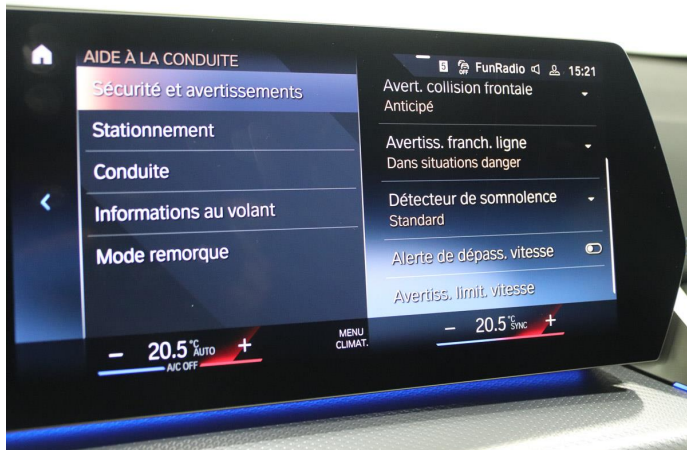 AIDE À LA CONDUITE
Sécurité et avertissements
Stationnement
Conduite
Informations au volant
Mode remorque
5 OFF FunRadio 15:21
Avert. collision frontale
Anticipé
Avertiss. franch. ligne
Dans situations danger
Détecteur de somnolence
Standard
Alerte de dépass. vitesse
Avertiss. limit. vitesse
– 20.5 °C AUTO +
A/C OFF
MENU
CLIMAT.
– 20.5 °C SYNC +